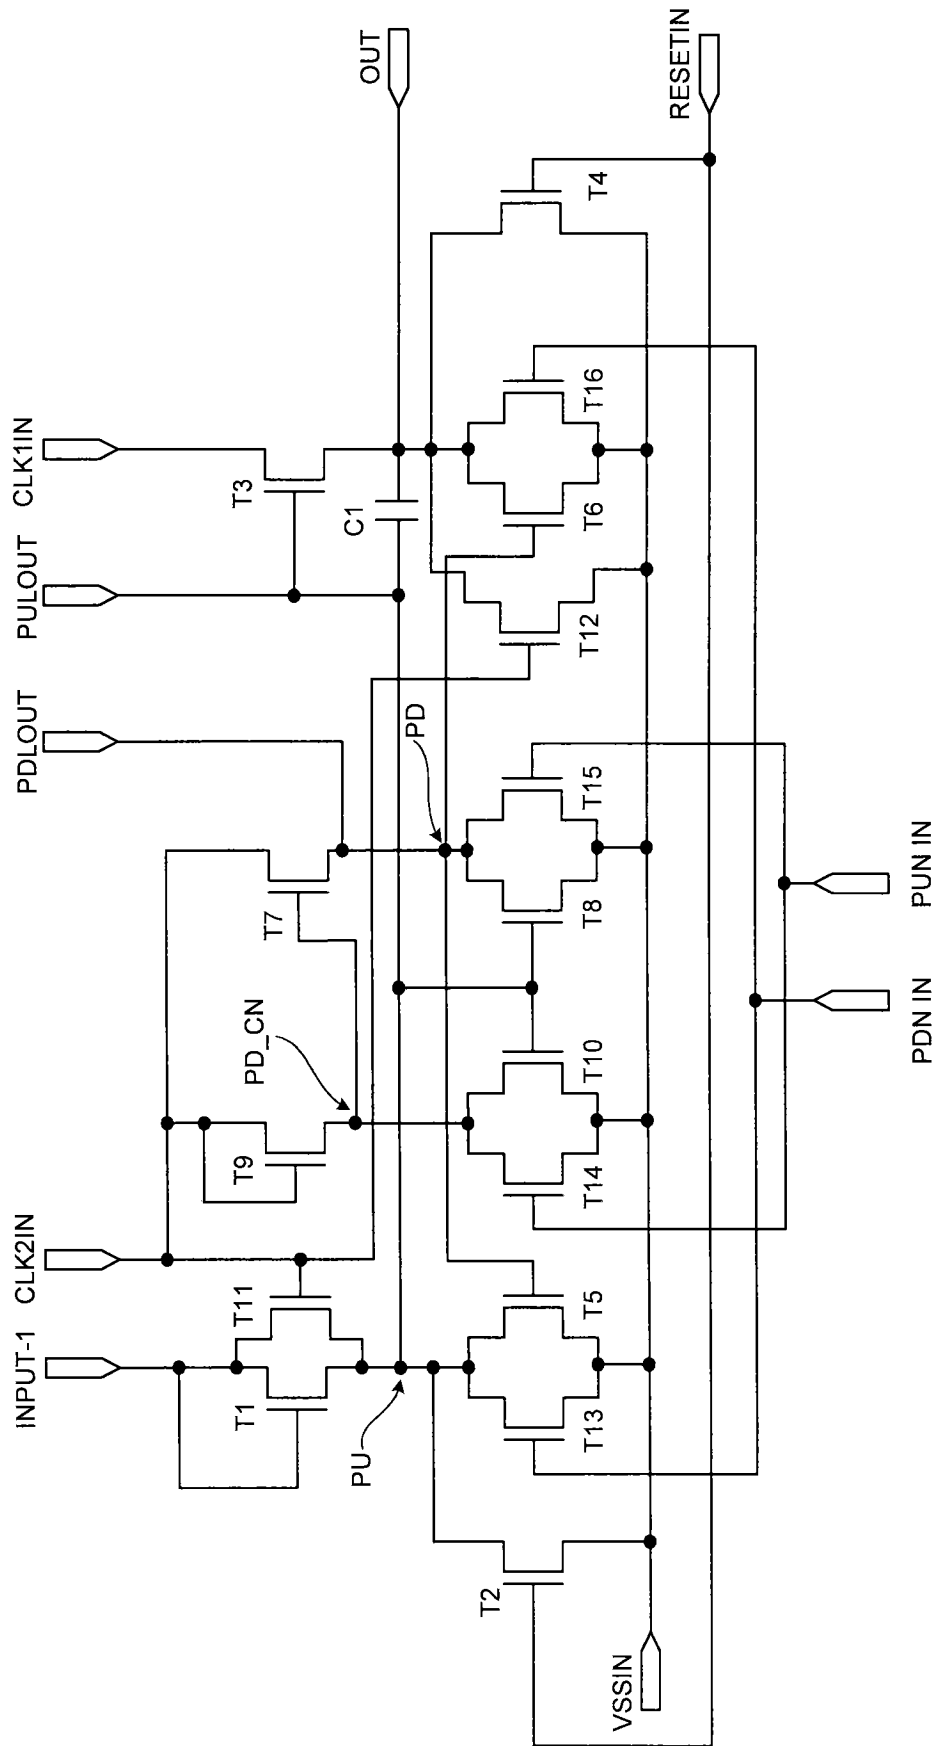 INPUT-1
CLK2IN
PDLOUT
PULOUT
CLK1IN
T1
T11
T9
T7
T3
PU
PD_CN
PD
C1
OUT
T2
T13
T5
T14
T10
T8
T15
T12
T6
T16
T4
VSSIN
RESETIN
PDN IN
PUN IN